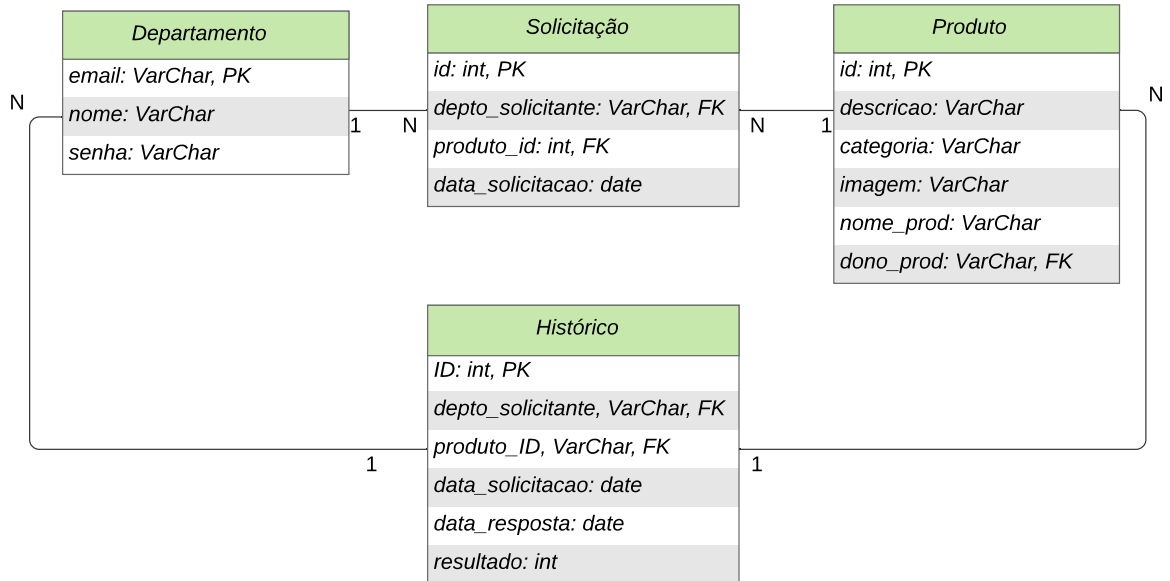 Departamento
email: VarChar, PK
nome: VarChar
senha: VarChar
N
1
Solicitação
id: int, PK
depto_solicitante: VarChar, FK
produto_id: int, FK
data_solicitacao: date
N
N
1
Produto
id: int, PK
descricao: VarChar
categoria: VarChar
imagem: VarChar
nome_prod: VarChar
dono_prod: VarChar, FK
N
Histórico
ID: int, PK
depto_solicitante, VarChar, FK
produto_ID, VarChar, FK
data_solicitacao: date
data_resposta: date
resultado: int
1
1